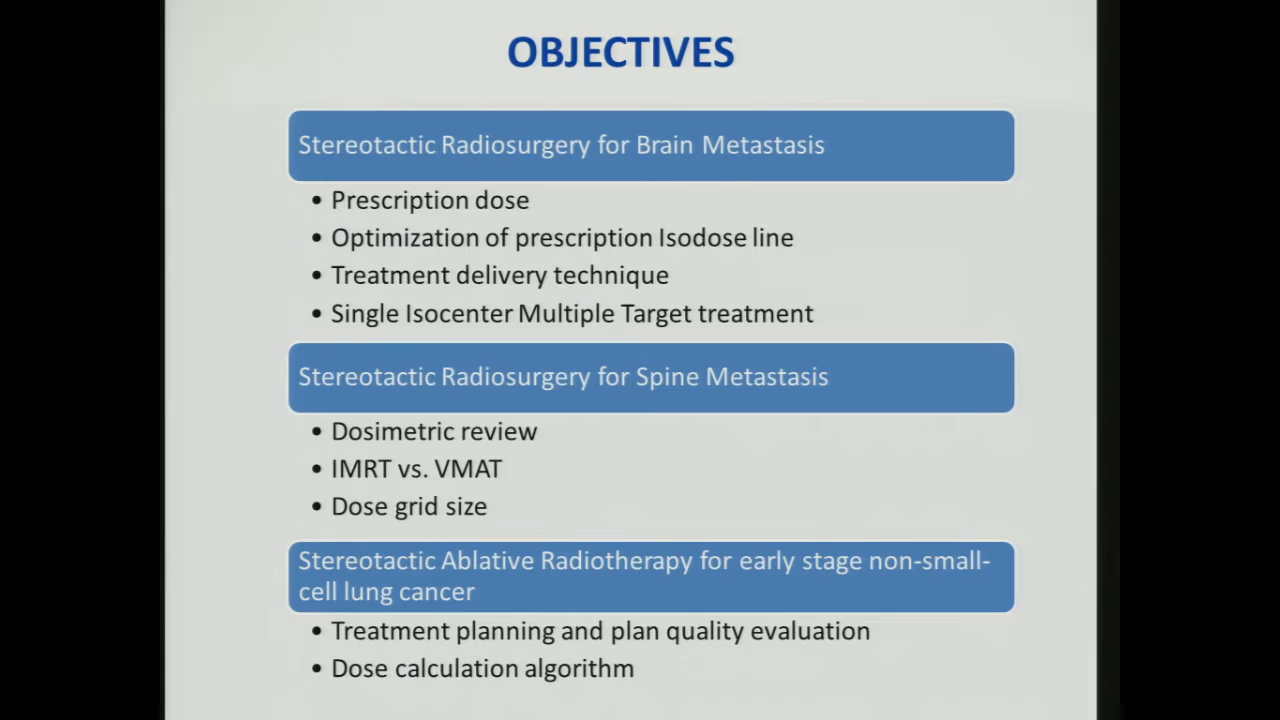 OBJECTIVES
Stereotactic Radiosurgery for Brain Metastasis
• Prescription dose
• Optimization of prescription Isodose line
• Treatment delivery technique
• Single Isocenter Multiple Target treatment
Stereotactic Radiosurgery for Spine Metastasis
• Dosimetric review
• IMRT vs. VMAT
• Dose grid size
Stereotactic Ablative Radiotherapy for early stage non-small-
cell lung cancer
• Treatment planning and plan quality evaluation
• Dose calculation algorithm